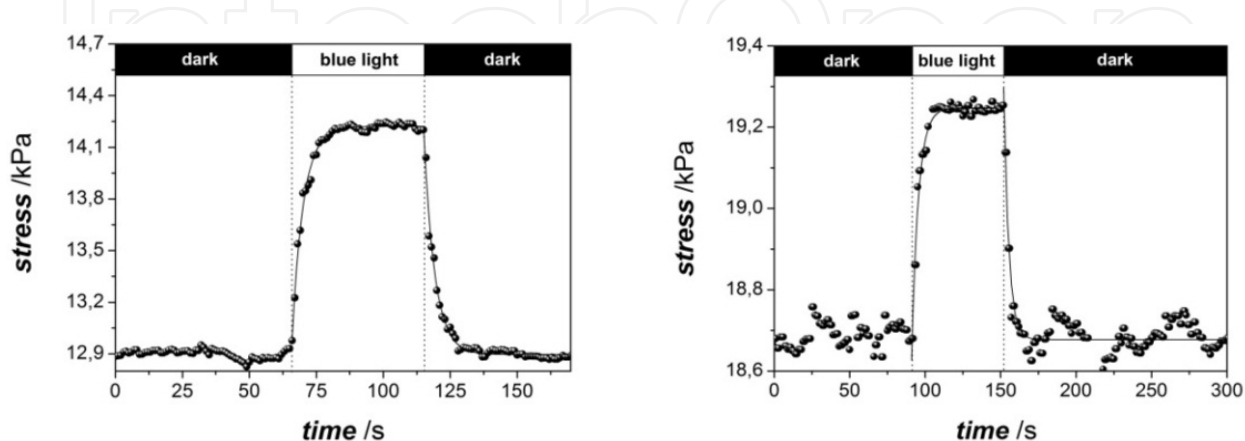 14,7
14,4
14,1
13,8
13,5
13,2
12,9
stress /kPa
dark
blue light
dark
0
25
50
75
100
125
150
time /s
19,4
19,2
19,0
18,8
18,6
stress /kPa
dark
blue light
dark
0
50
100
150
200
250
300
time /s